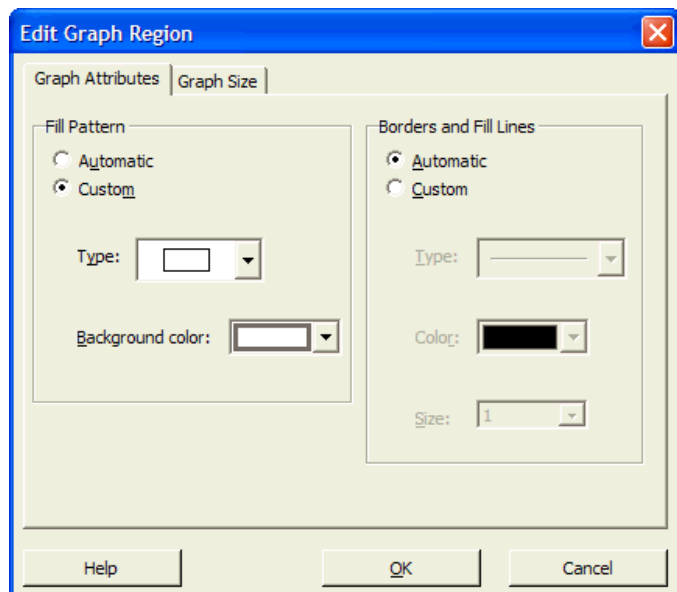 Edit Graph Region
Graph Attributes
Graph Size
Fill Pattern
Automatic
Custom
Type:
Background color:
Borders and Fill Lines
Automatic
Custom
Type:
Color:
Size:
1
Help
OK
Cancel